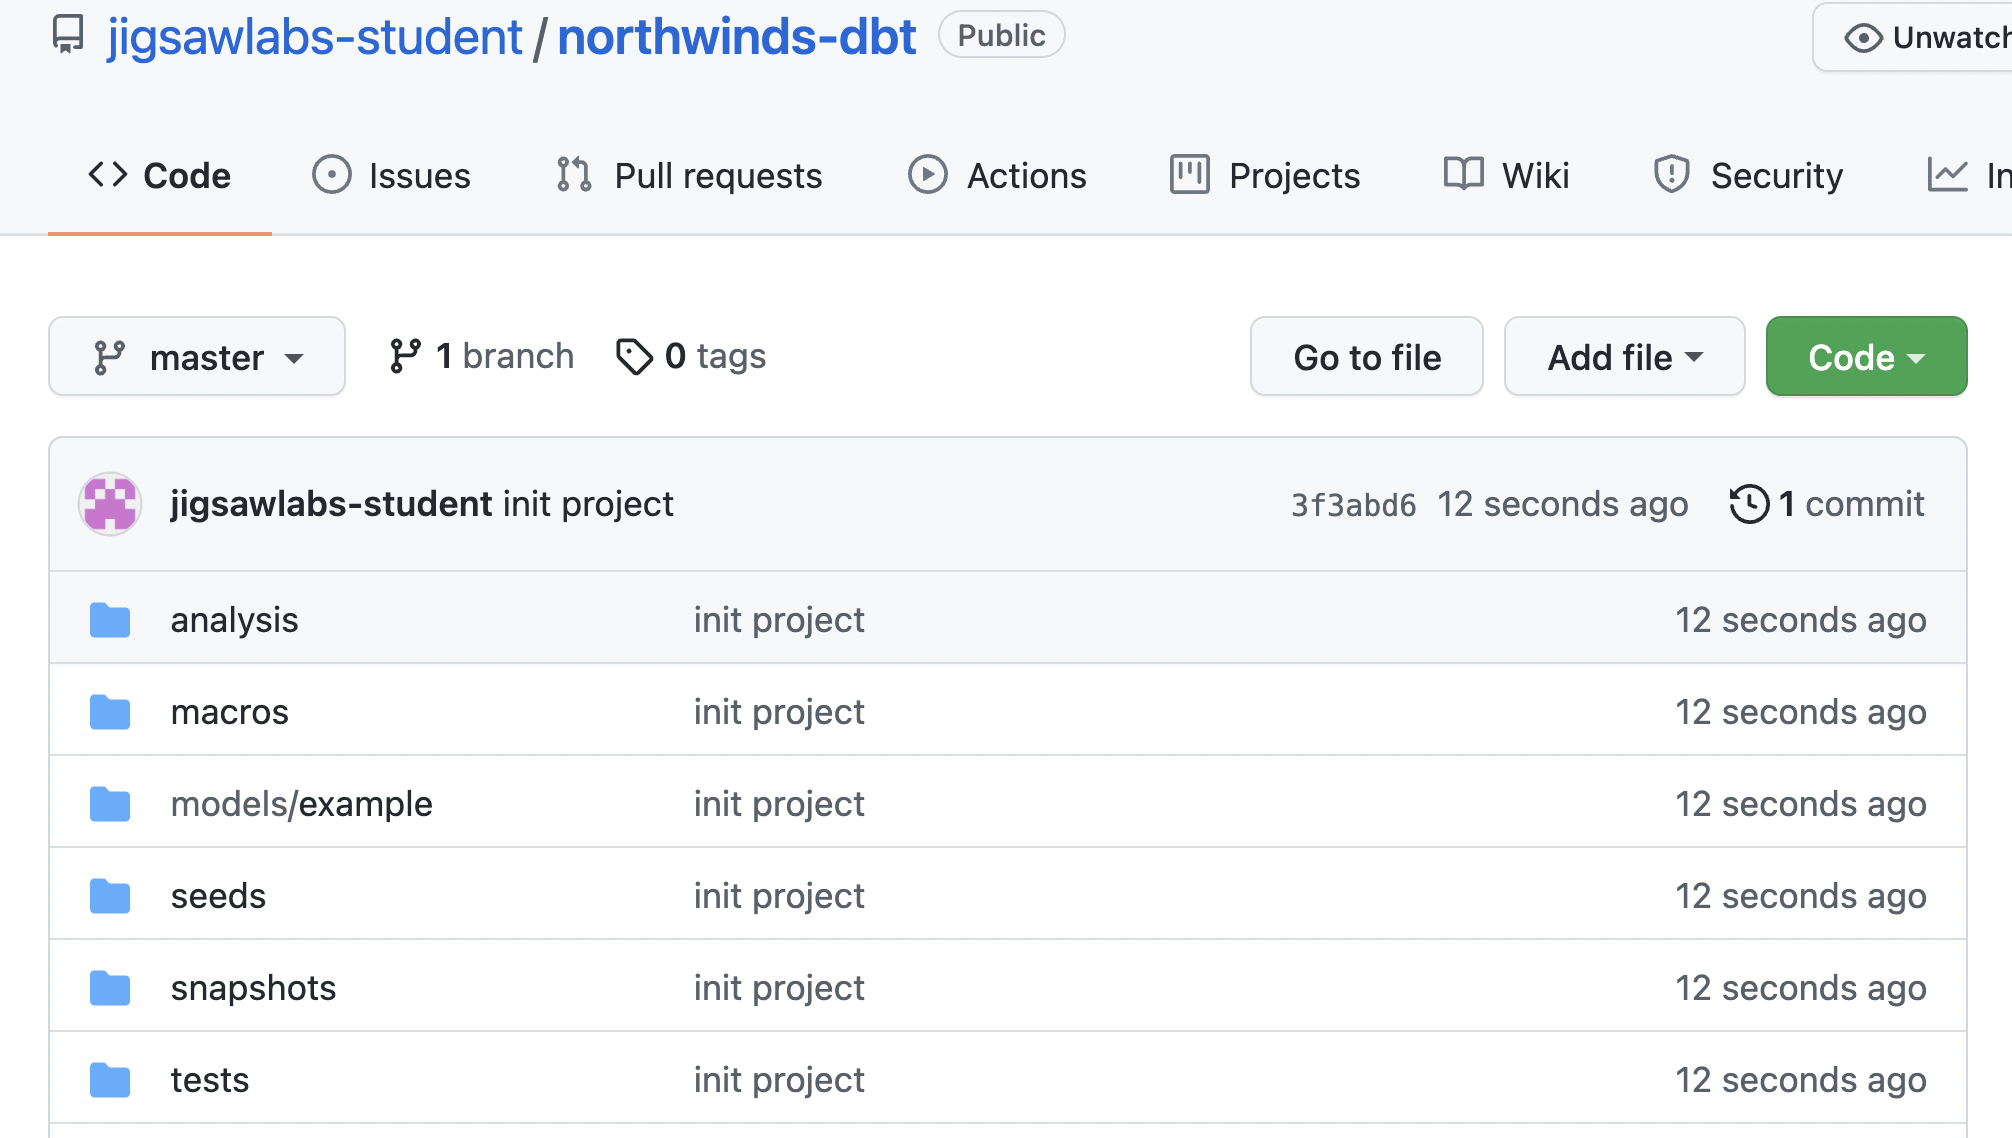 jigsawlabs-student / northwinds-dbt Public Unwatch
Code Issues Pull requests Actions Projects Wiki Security In
master 1 branch 0 tags Go to file Add file Code
jigsawlabs-student init project 3f3abd6 12 seconds ago 1 commit
analysis init project 12 seconds ago
macros init project 12 seconds ago
models/example init project 12 seconds ago
seeds init project 12 seconds ago
snapshots init project 12 seconds ago
tests init project 12 seconds ago